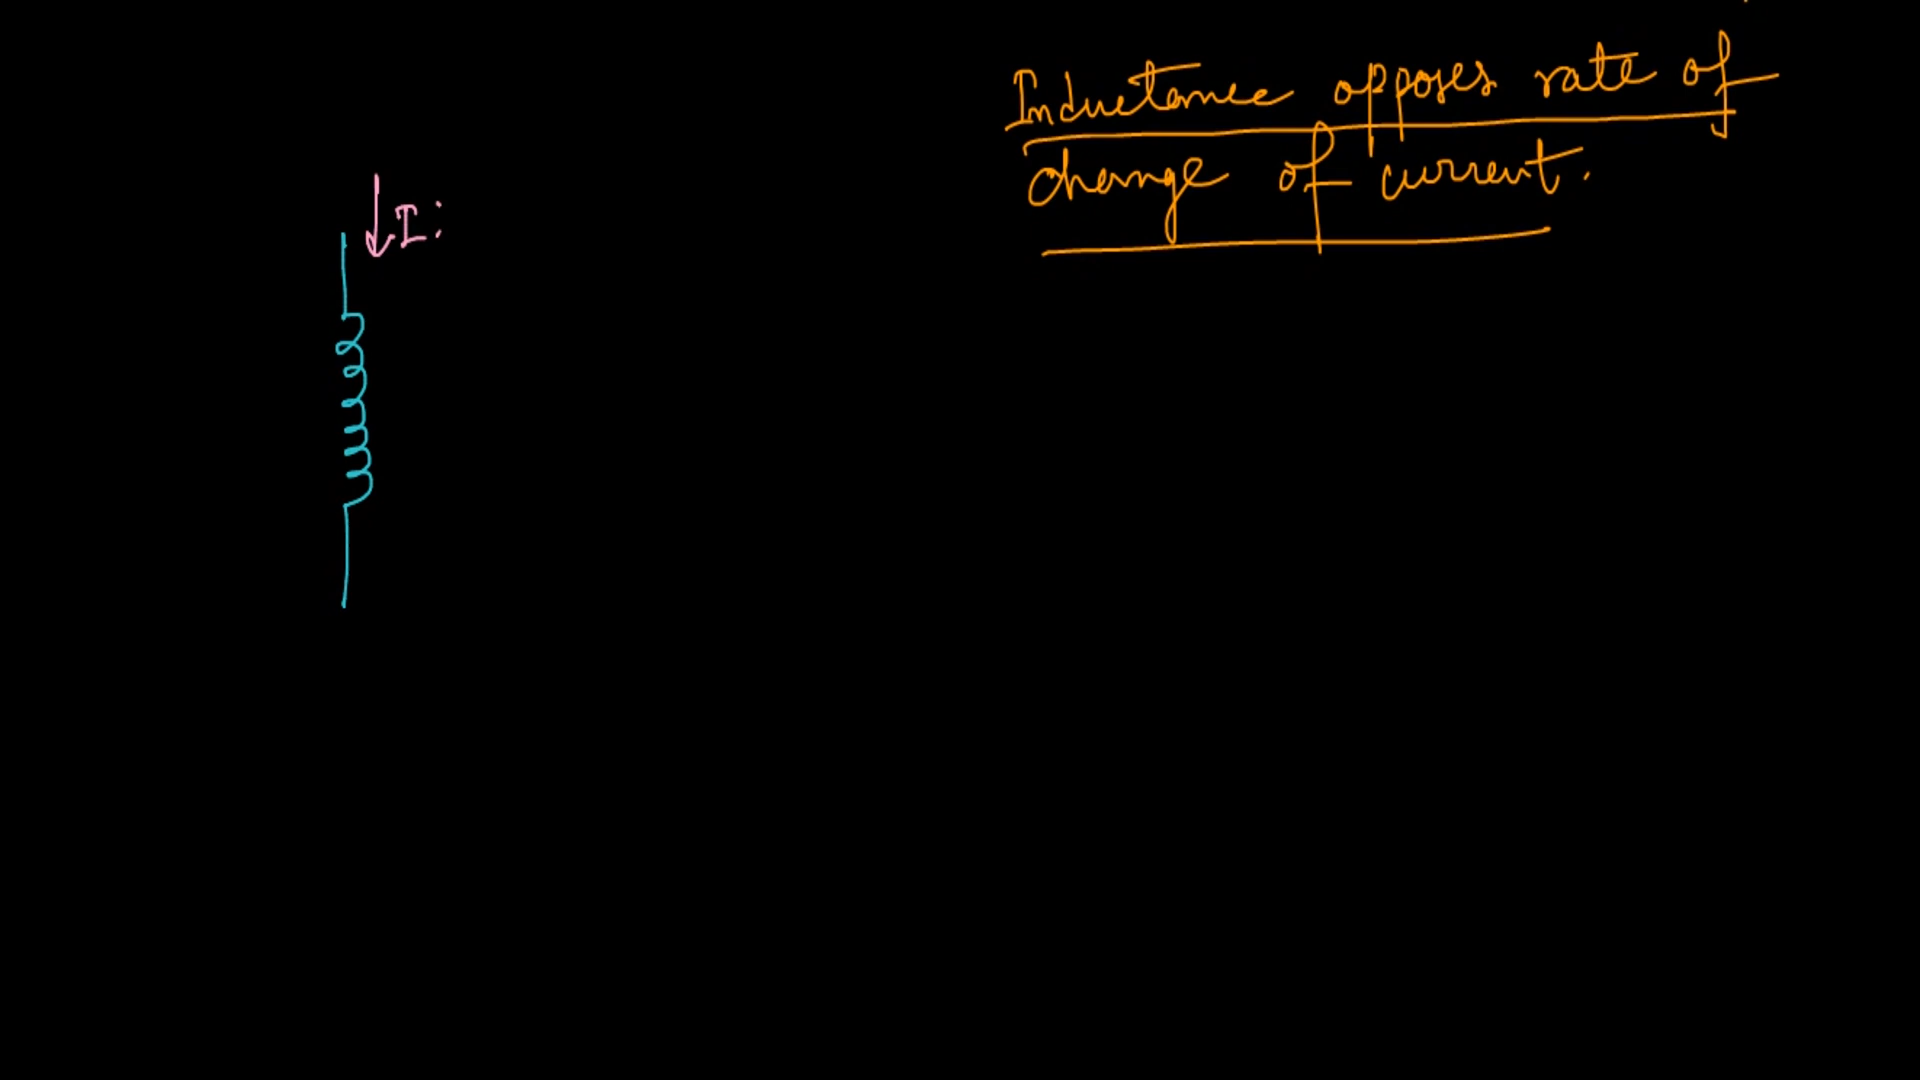 Inductance opposes rate of
change of current.
I: